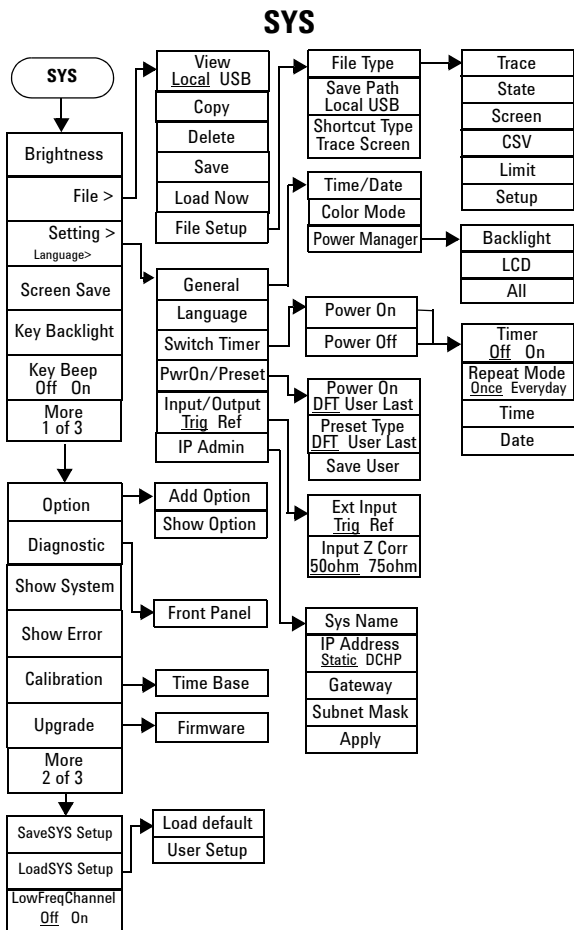 SYS
SYS
Brightness
File >
Setting >
Language>
Screen Save
Key Backlight
Key Beep
Off On
More
1 of 3
View
Local USB
Copy
Delete
Save
Load Now
File Setup
File Type
Save Path
Local USB
Shortcut Type
Trace Screen
Trace
State
Screen
CSV
Limit
Setup
General
Language
Switch Timer
PwrOn/Preset
Input/Output
Trig Ref
IP Admin
Time/Date
Color Mode
Power Manager
Backlight
LCD
All
Power On
Power Off
Timer
Off On
Repeat Mode
Once Everyday
Time
Date
Power On
DFT User Last
Preset Type
DFT User Last
Save User
Ext Input
Trig Ref
Input Z Corr
50ohm 75ohm
Sys Name
IP Address
Static DCHP
Gateway
Subnet Mask
Apply
Option
Diagnostic
Show System
Show Error
Calibration
Upgrade
More
2 of 3
Add Option
Show Option
Front Panel
Time Base
Firmware
SaveSYS Setup
LoadSYS Setup
LowFreqChannel
Off On
Load default
User Setup